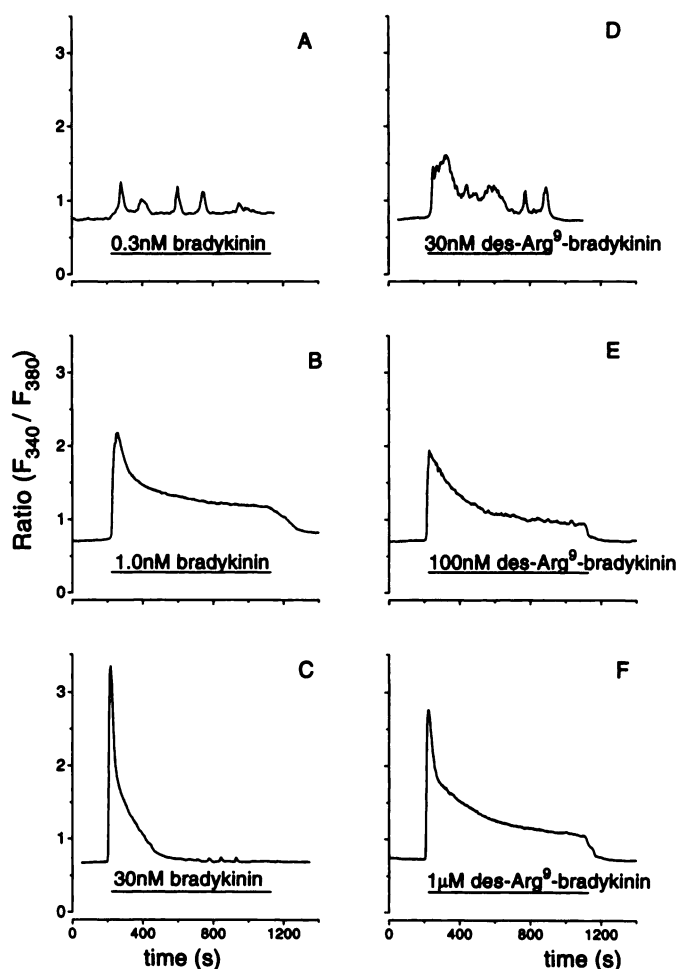 A
3
2
1
0
0.3nM bradykinin
D
30nM des-Arg⁹-bradykinin
Ratio (F₃₄₀ / F₃₈₀)
B
3
2
1
0
1.0nM bradykinin
E
100nM des-Arg⁹-bradykinin
C
3
2
1
0
30nM bradykinin
0 400 800 1200
time (s)
F
1μM des-Arg⁹-bradykinin
0 400 800 1200
time (s)